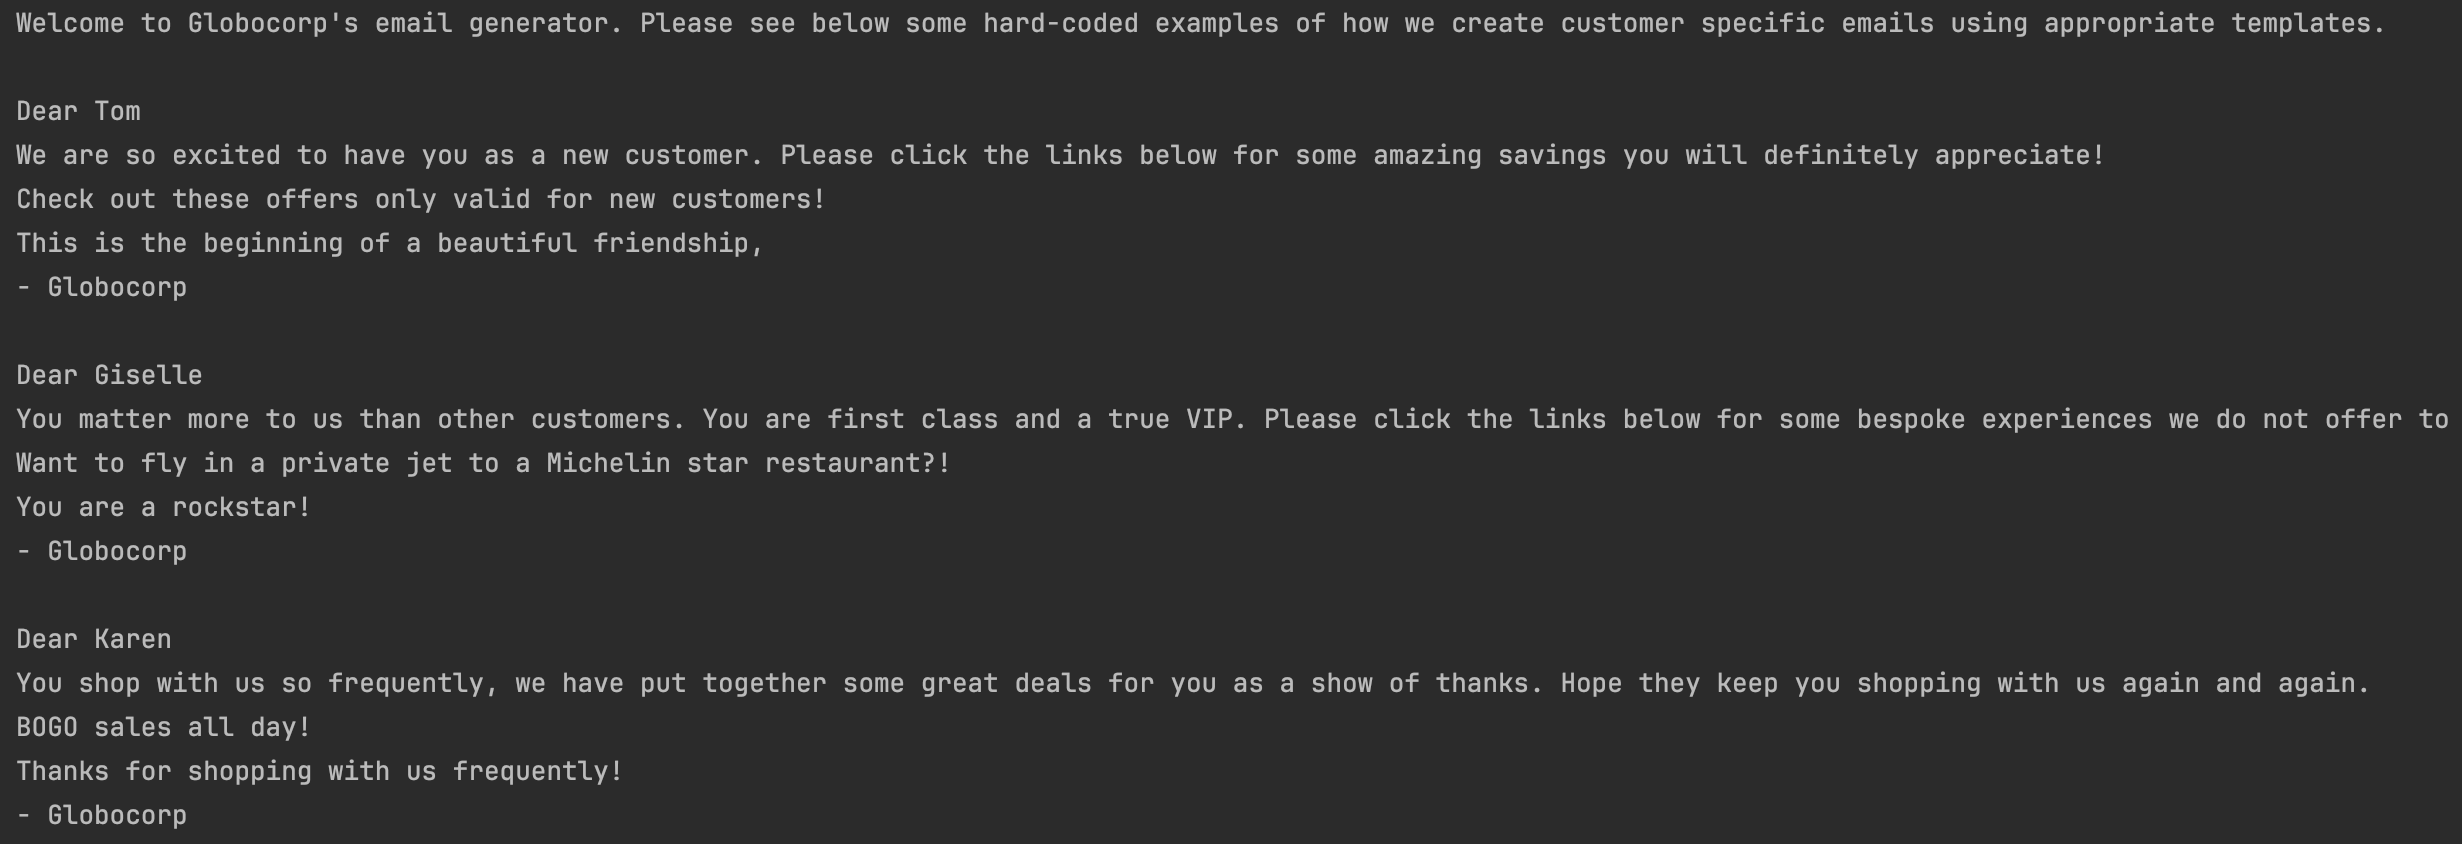 Welcome to Globocorp's email generator. Please see below some hard-coded examples of how we create customer specific emails using appropriate templates.
Dear Tom
We are so excited to have you as a new customer. Please click the links below for some amazing savings you will definitely appreciate!
Check out these offers only valid for new customers!
This is the beginning of a beautiful friendship,
- Globocorp
Dear Giselle
You matter more to us than other customers. You are first class and a true VIP. Please click the links below for some bespoke experiences we do not offer to
Want to fly in a private jet to a Michelin star restaurant?!
You are a rockstar!
- Globocorp
Dear Karen
You shop with us so frequently, we have put together some great deals for you as a show of thanks. Hope they keep you shopping with us again and again.
BOGO sales all day!
Thanks for shopping with us frequently!
- Globocorp